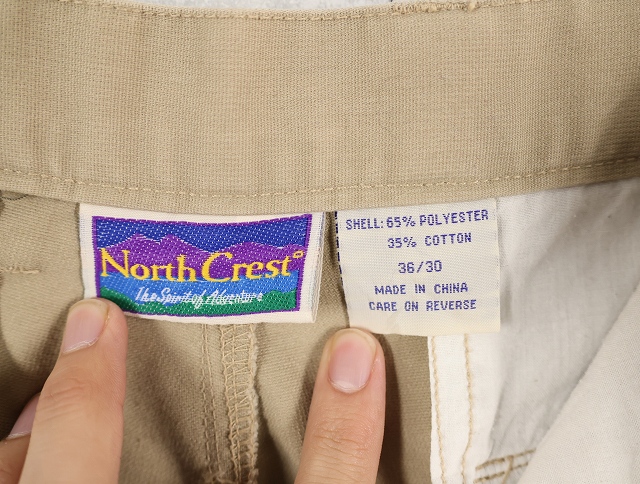 North Crest
The Spirit of Adventure
SHELL: 65% POLYESTER
35% COTTON
36/30
MADE IN CHINA
CARE ON REVERSE